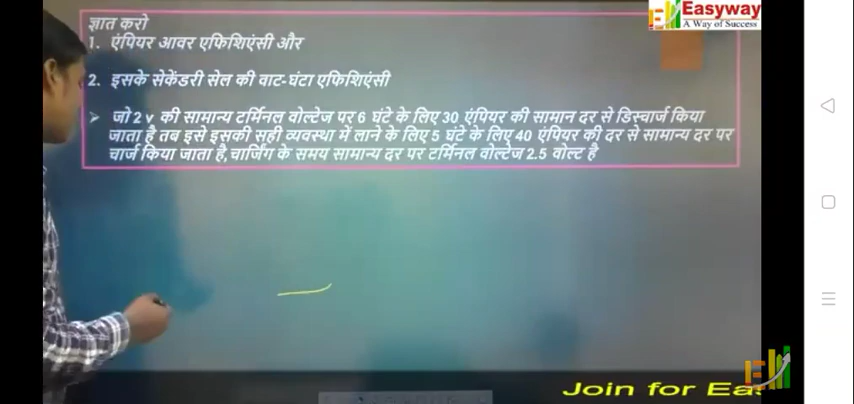 Easyway
A Way of Success
ज्ञात करो
1. एंपियर आवर एफिशिएंसी और
2. इसके सेकेंडरी सेल की वाट-घंटा एफिशिएंसी
➢ जो 2 v की सामान्य टर्मिनल वोल्टेज पर 6 घंटे के लिए 30 एंपियर की सामान दर से डिस्चार्ज किया
जाता है तब इसे इसकी सही व्यवस्था में लाने के लिए 5 घंटे के लिए 40 एंपियर की दर से सामान्य दर पर
चार्ज किया जाता है,चार्जिंग के समय सामान्य दर पर टर्मिनल वोल्टेज 2.5 वोल्ट है
Join for